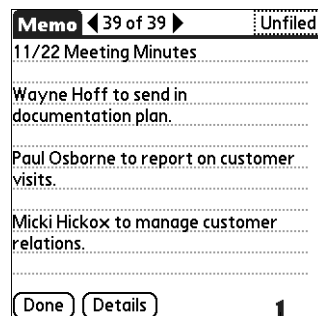 Memo 39 of 39 Unfiled
11/22 Meeting Minutes
Wayne Hoff to send in
documentation plan.
Paul Osborne to report on customer
visits.
Micki Hickox to manage customer
relations.
Done Details 1